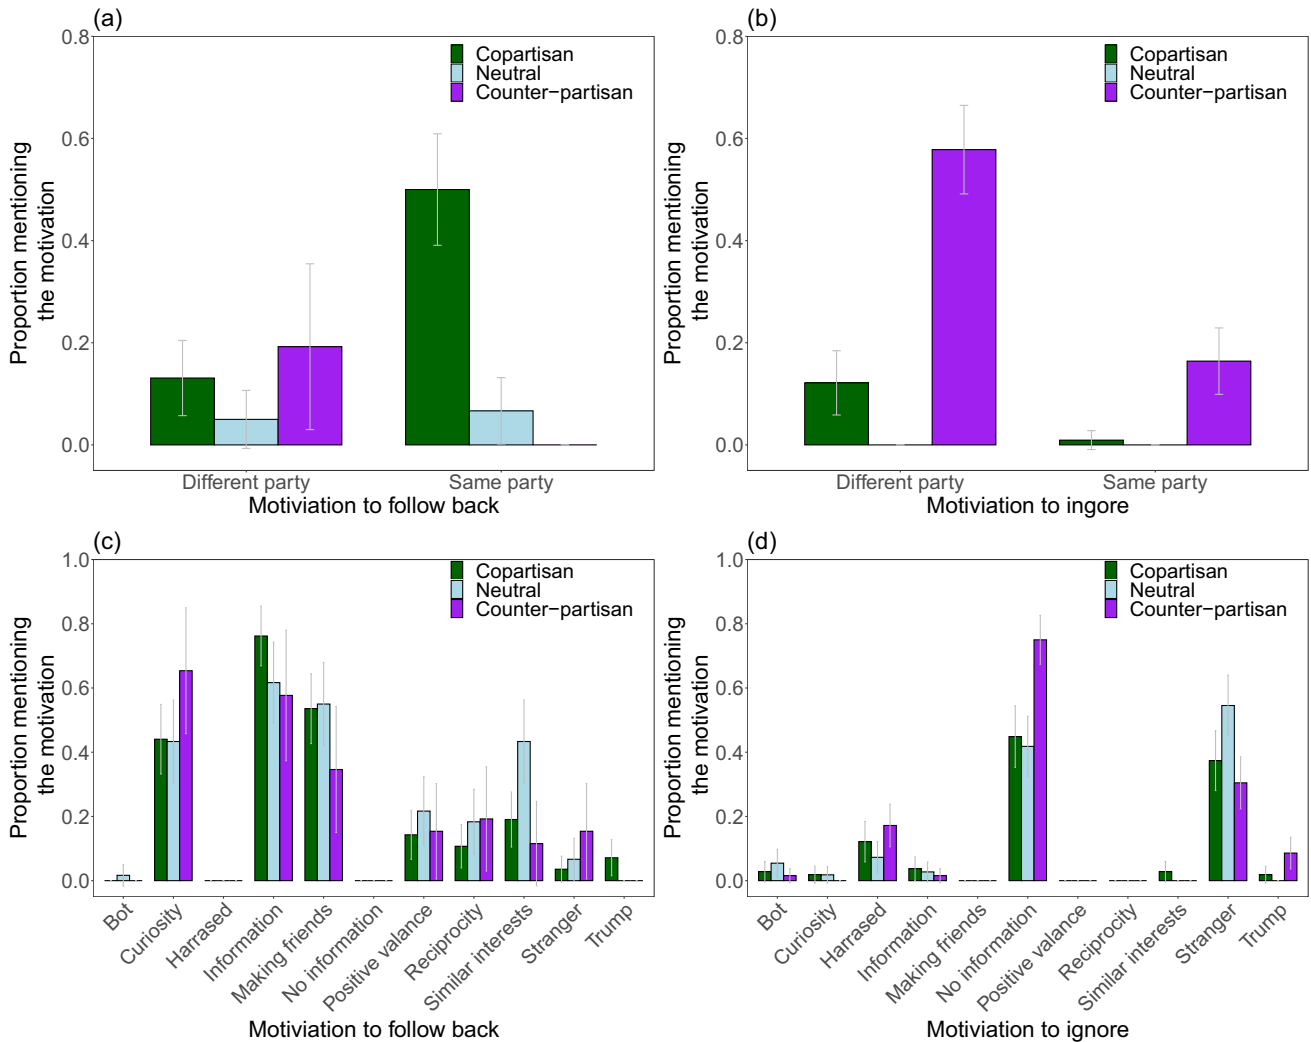 (a)
Copartisan
Neutral
Counter−partisan
Proportion mentioning
the motivation
0.8
0.6
0.4
0.2
0.0
Different party
Same party
Motiviation to follow back
(b)
Copartisan
Neutral
Counter−partisan
Proportion mentioning
the motivation
0.8
0.6
0.4
0.2
0.0
Different party
Same party
Motiviation to ingore
(c)
Copartisan
Neutral
Counter−partisan
Proportion mentioning
the motivation
1.0
0.8
0.6
0.4
0.2
0.0
Bot
Curiosity
Harrased
Information
Making friends
No information
Positive valance
Reciprocity
Similar interests
Stranger
Trump
Motiviation to follow back
(d)
Copartisan
Neutral
Counter−partisan
Proportion mentioning
the motivation
1.0
0.8
0.6
0.4
0.2
0.0
Bot
Curiosity
Harrased
Information
Making friends
No information
Positive valance
Reciprocity
Similar interests
Stranger
Trump
Motiviation to ignore